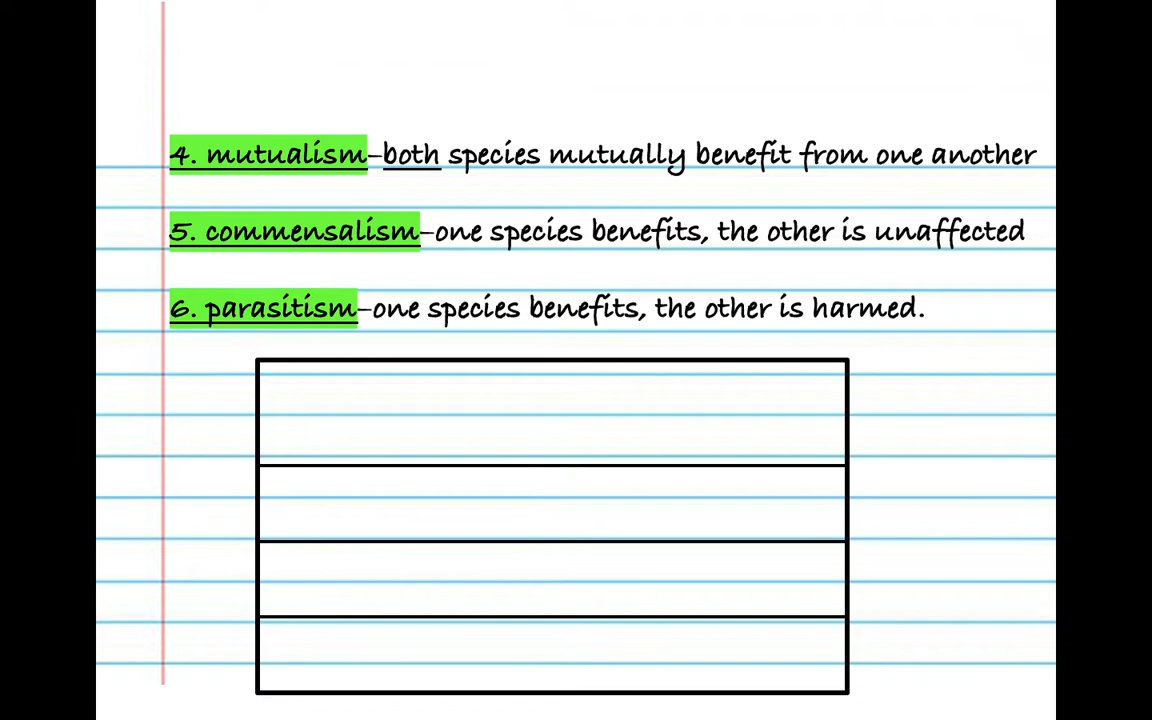 4. mutualism–both species mutually benefit from one another
5. commensalism–one species benefits, the other is unaffected
6. parasitism–one species benefits, the other is harmed.